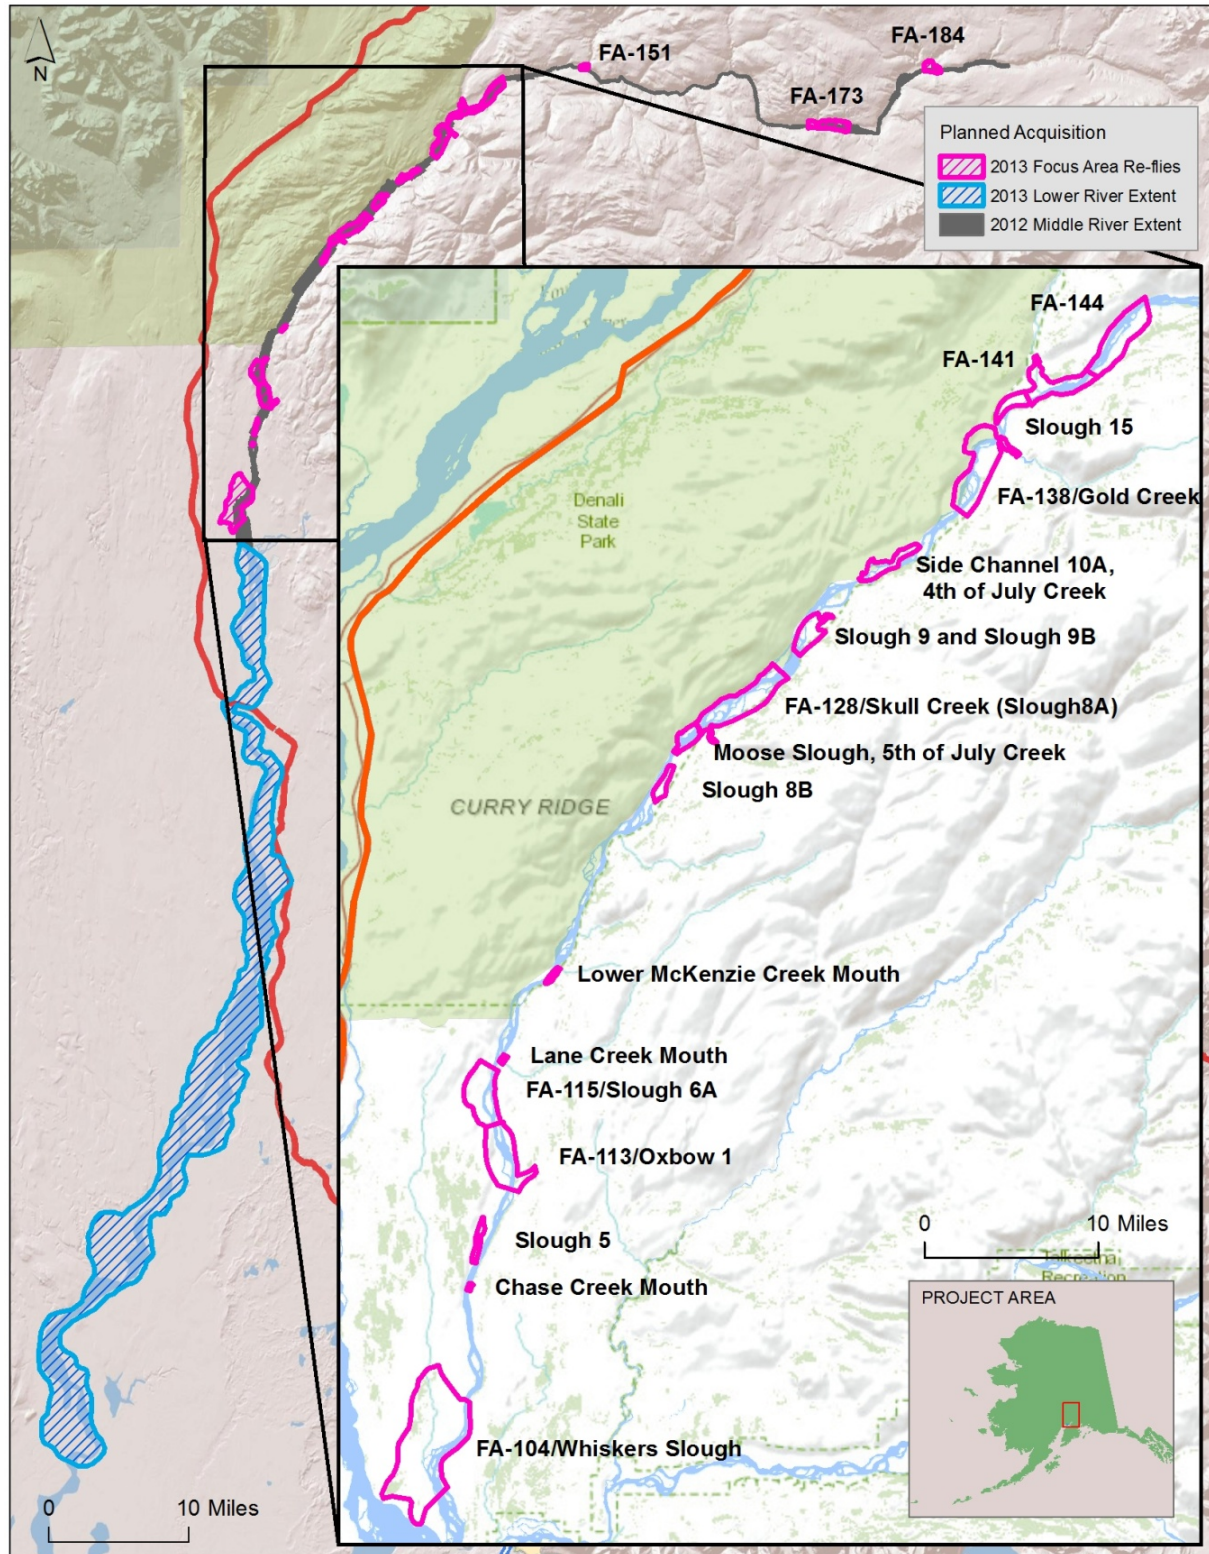 N
FA-151
FA-184
FA-173
Planned Acquisition
2013 Focus Area Re-flies
2013 Lower River Extent
2012 Middle River Extent
FA-144
FA-141
Slough 15
FA-138/Gold Creek
Denali
State
Park
Side Channel 10A,
4th of July Creek
Slough 9 and Slough 9B
FA-128/Skull Creek (Slough8A)
Moose Slough, 5th of July Creek
Slough 8B
CURRY RIDGE
Lower McKenzie Creek Mouth
Lane Creek Mouth
FA-115/Slough 6A
FA-113/Oxbow 1
Slough 5
Chase Creek Mouth
FA-104/Whiskers Slough
0 10 Miles
Talkeetna
Recreation
PROJECT AREA
0 10 Miles